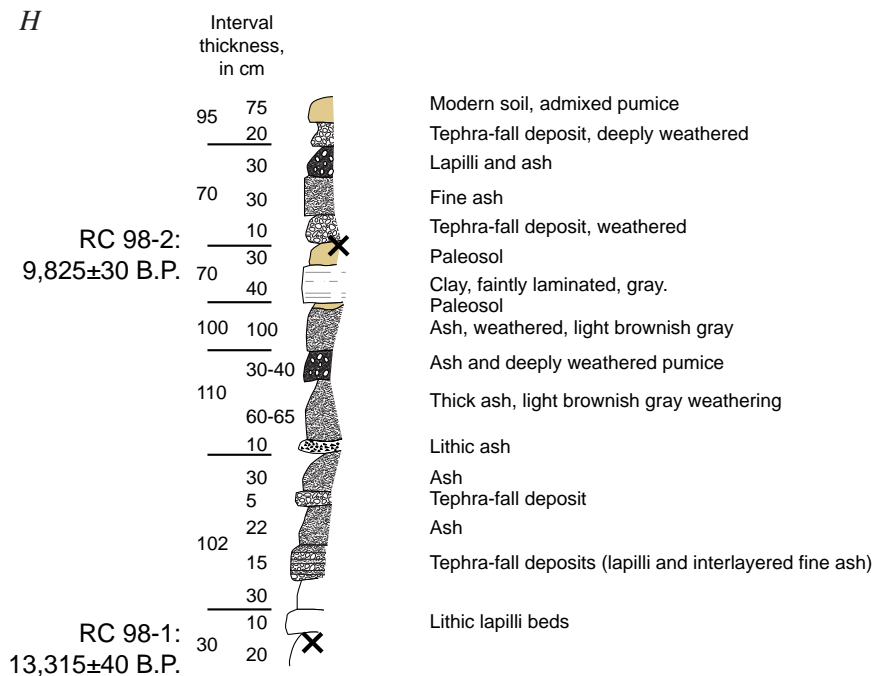 H
Interval
thickness,
in cm
75 Modern soil, admixed pumice
95
20 Tephra-fall deposit, deeply weathered
30 Lapilli and ash
70
30 Fine ash
10 Tephra-fall deposit, weathered
RC 98-2:
9,825±30 B.P.
30 Paleosol
70
40 Clay, faintly laminated, gray.
Paleosol
100 100 Ash, weathered, light brownish gray
30-40 Ash and deeply weathered pumice
110
Thick ash, light brownish gray weathering
60-65
10 Lithic ash
30 Ash
5 Tephra-fall deposit
22 Ash
102
15 Tephra-fall deposits (lapilli and interlayered fine ash)
30
10 Lithic lapilli beds
RC 98-1:
13,315±40 B.P.
30
20